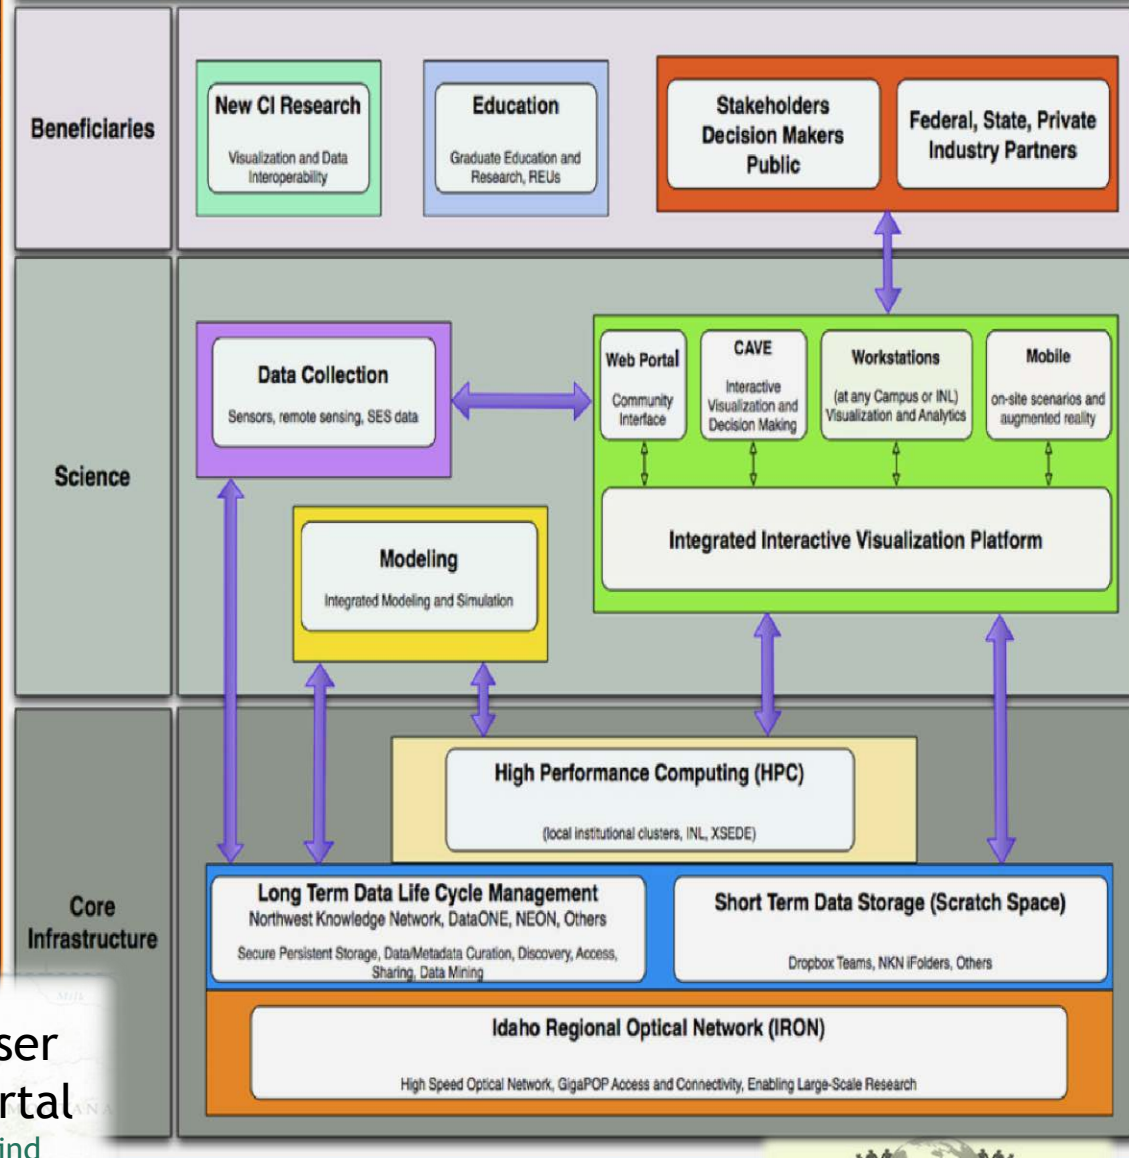 Beneficiaries
New CI Research
Visualization and Data
Interoperability
Education
Graduate Education and
Research, REUs
Stakeholders
Decision Makers
Public
Federal, State, Private
Industry Partners
Science
Data Collection
Sensors, remote sensing, SES data
Web Portal
Community
Interface
CAVE
Interactive
Visualization and
Decision Making
Workstations
(at any Campus or INL)
Visualization and Analytics
Mobile
on-site scenarios and
augmented reality
Integrated Interactive Visualization Platform
Modeling
Integrated Modeling and Simulation
Core
Infrastructure
High Performance Computing (HPC)
(local institutional clusters, INL, XSEDE)
Long Term Data Life Cycle Management
Northwest Knowledge Network, DataONE, NEON, Others
Secure Persistent Storage, Data/Metadata Curation, Discovery, Access,
Sharing, Data Mining
Short Term Data Storage (Scratch Space)
Dropbox Teams, NKN iFolders, Others
Idaho Regional Optical Network (IRON)
High Speed Optical Network, GigaPOP Access and Connectivity, Enabling Large-Scale Research
ser
rtal
ind